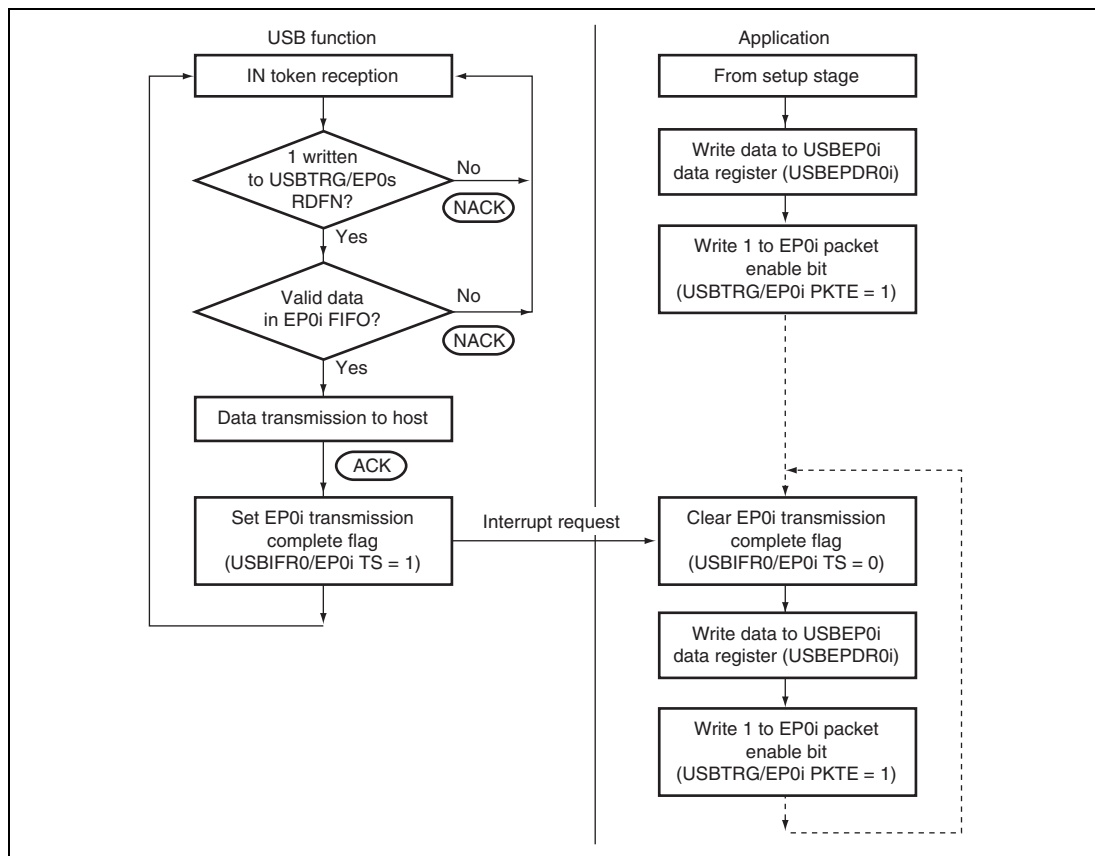 USB function
IN token reception
1 written
to USBTRG/EP0s
RDFN?
No
NACK
Yes
Valid data
in EP0i FIFO?
No
NACK
Yes
Data transmission to host
ACK
Set EP0i transmission
complete flag
(USBIFR0/EP0i TS = 1)
Interrupt request
Application
From setup stage
Write data to USBEP0i
data register (USBEPDR0i)
Write 1 to EP0i packet
enable bit
(USBTRG/EP0i PKTE = 1)
Clear EP0i transmission
complete flag
(USBIFR0/EP0i TS = 0)
Write data to USBEP0i
data register (USBEPDR0i)
Write 1 to EP0i packet
enable bit
(USBTRG/EP0i PKTE = 1)